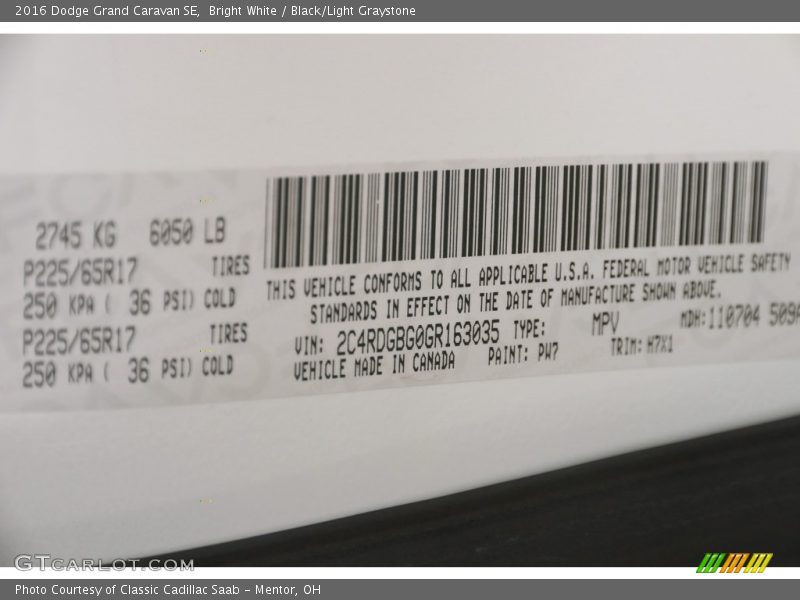 2016 Dodge Grand Caravan SE, Bright White / Black/Light Graystone
2745 KG 6050 LB
P225/65R17 TIRES
250 KPA ( 36 PSI) COLD
P225/65R17 TIRES
250 KPA ( 36 PSI) COLD
THIS VEHICLE CONFORMS TO ALL APPLICABLE U.S.A. FEDERAL MOTOR VEHICLE SAFETY
STANDARDS IN EFFECT ON THE DATE OF MANUFACTURE SHOWN ABOVE.
VIN: 2C4RDGBG0GR163035 TYPE: MPV MDH:110704 509A
VEHICLE MADE IN CANADA PAINT: PW7 TRIM: H7X1
GTCARLOT.COM
Photo Courtesy of Classic Cadillac Saab - Mentor, OH